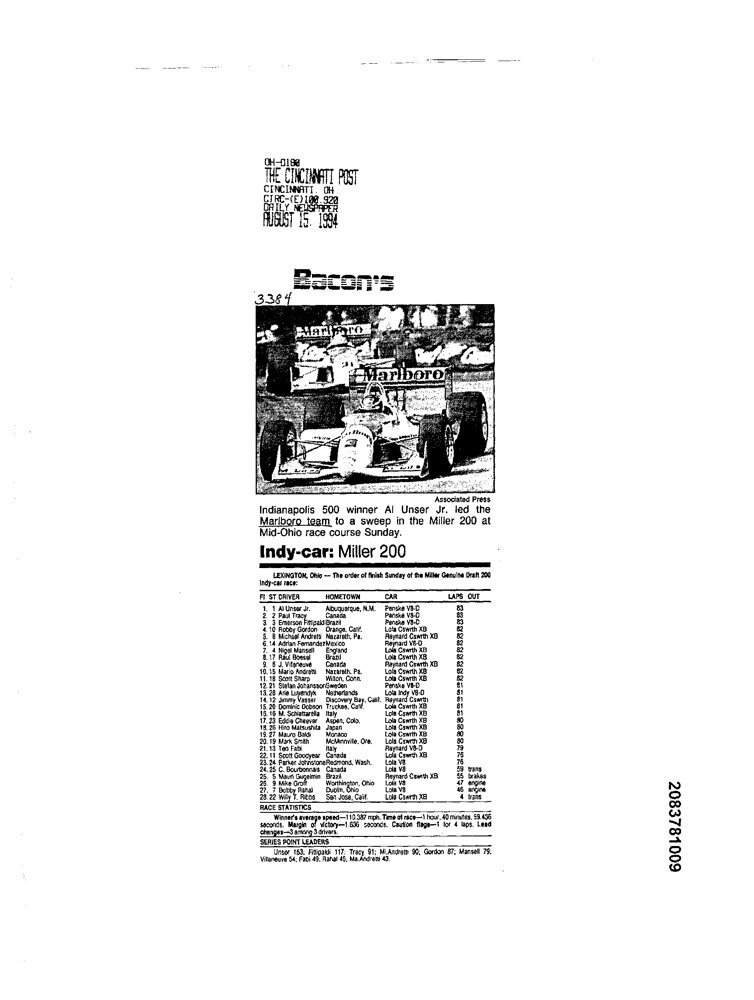 OH-0180
THE CINCINNATI POST
CINCINNATI, OH
CIRC-(E)100,920
DAILY NEWSPAPER
AUGUST 15, 1994
Bacon's
3384
Marlboro
Marlboro
Associated Press
Indianapolis 500 winner Al Unser Jr. led the
Marlboro team to a sweep in the Miller 200 at
Mid-Ohio race course Sunday.
Indy-car: Miller 200
LEXINGTON, Ohio — The order of finish Sunday of the Miller Genuine Draft 200
Indy-car race:
FI ST DRIVER HOMETOWN CAR LAPS OUT
1. 1 Al Unser Jr. Albuquerque, N.M. Penske V8-D 83
2. 2 Paul Tracy Canada Penske V8-D 83
3. 3 Emerson Fittipaldi Brazil Penske V8-D 83
4. 10 Robby Gordon Orange, Calif. Lola Cswrth XB 82
5. 8 Michael Andretti Nazareth, Pa. Reynard Cswrth XB 82
6. 14 Adrian Fernandez Mexico Reynard V8-D 82
7. 4 Nigel Mansell England Lola Cswrth XB 82
8. 17 Raul Boesel Brazil Lola Cswrth XB 82
9. 6 J. Villeneuve Canada Reynard Cswrth XB 82
10. 15 Mario Andretti Nazareth, Pa. Lola Cswrth XB 82
11. 18 Scott Sharp Wilton, Conn. Lola Cswrth XB 82
12. 21 Stefan Johansson Sweden Penske V8-D 81
13. 28 Arie Luyendyk Netherlands Lola Indy V8-D 81
14. 12 Jimmy Vasser Discovery Bay, Calif. Reynard Cswrth 81
15. 20 Dominic Dobson Truckee, Calif. Lola Cswrth XB 81
16. 16 M. Schiattarella Italy Lola Cswrth XB 81
17. 23 Eddie Cheever Aspen, Colo. Lola Cswrth XB 80
18. 26 Hiro Matsushita Japan Lola Cswrth XB 80
19. 27 Mauro Baldi Monaco Lola Cswrth XB 80
20. 19 Mark Smith McMinnville, Ore. Lola Cswrth XB 80
21. 13 Teo Fabi Italy Reynard V8-D 79
22. 11 Scott Goodyear Canada Lola Cswrth XB 76
23. 24 Parker Johnstone Redmond, Wash. Lola V8 76
24. 25 C. Bourbonnais Canada Lola V8 59 trans
25. 5 Mauri Gugelmin Brazil Reynard Cswrth XB 55 brakes
26. 9 Mike Groff Worthington, Ohio Lola V8 47 engine
27. 7 Bobby Rahal Dublin, Ohio Lola V8 46 engine
28. 22 Willy T. Ribbs San Jose, Calif. Lola Cswrth XB 4 trans
RACE STATISTICS
Winner's average speed—110.387 mph. Time of race—1 hour, 40 minutes, 59.436
seconds. Margin of victory—1.636 seconds. Caution flags—1 for 4 laps. Lead
changes—3 among 3 drivers.
SERIES POINT LEADERS
Unser 153; Fittipaldi 117; Tracy 91; Mi.Andretti 90; Gordon 87; Mansell 79;
Villeneuve 54; Fabi 49, Rahal 45; Ma.Andretti 43.
2083781009